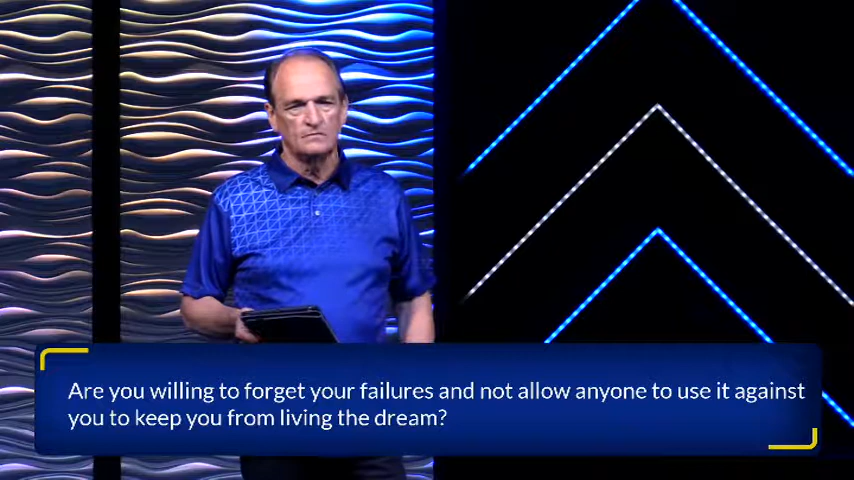 Are you willing to forget your failures and not allow anyone to use it against
you to keep you from living the dream?